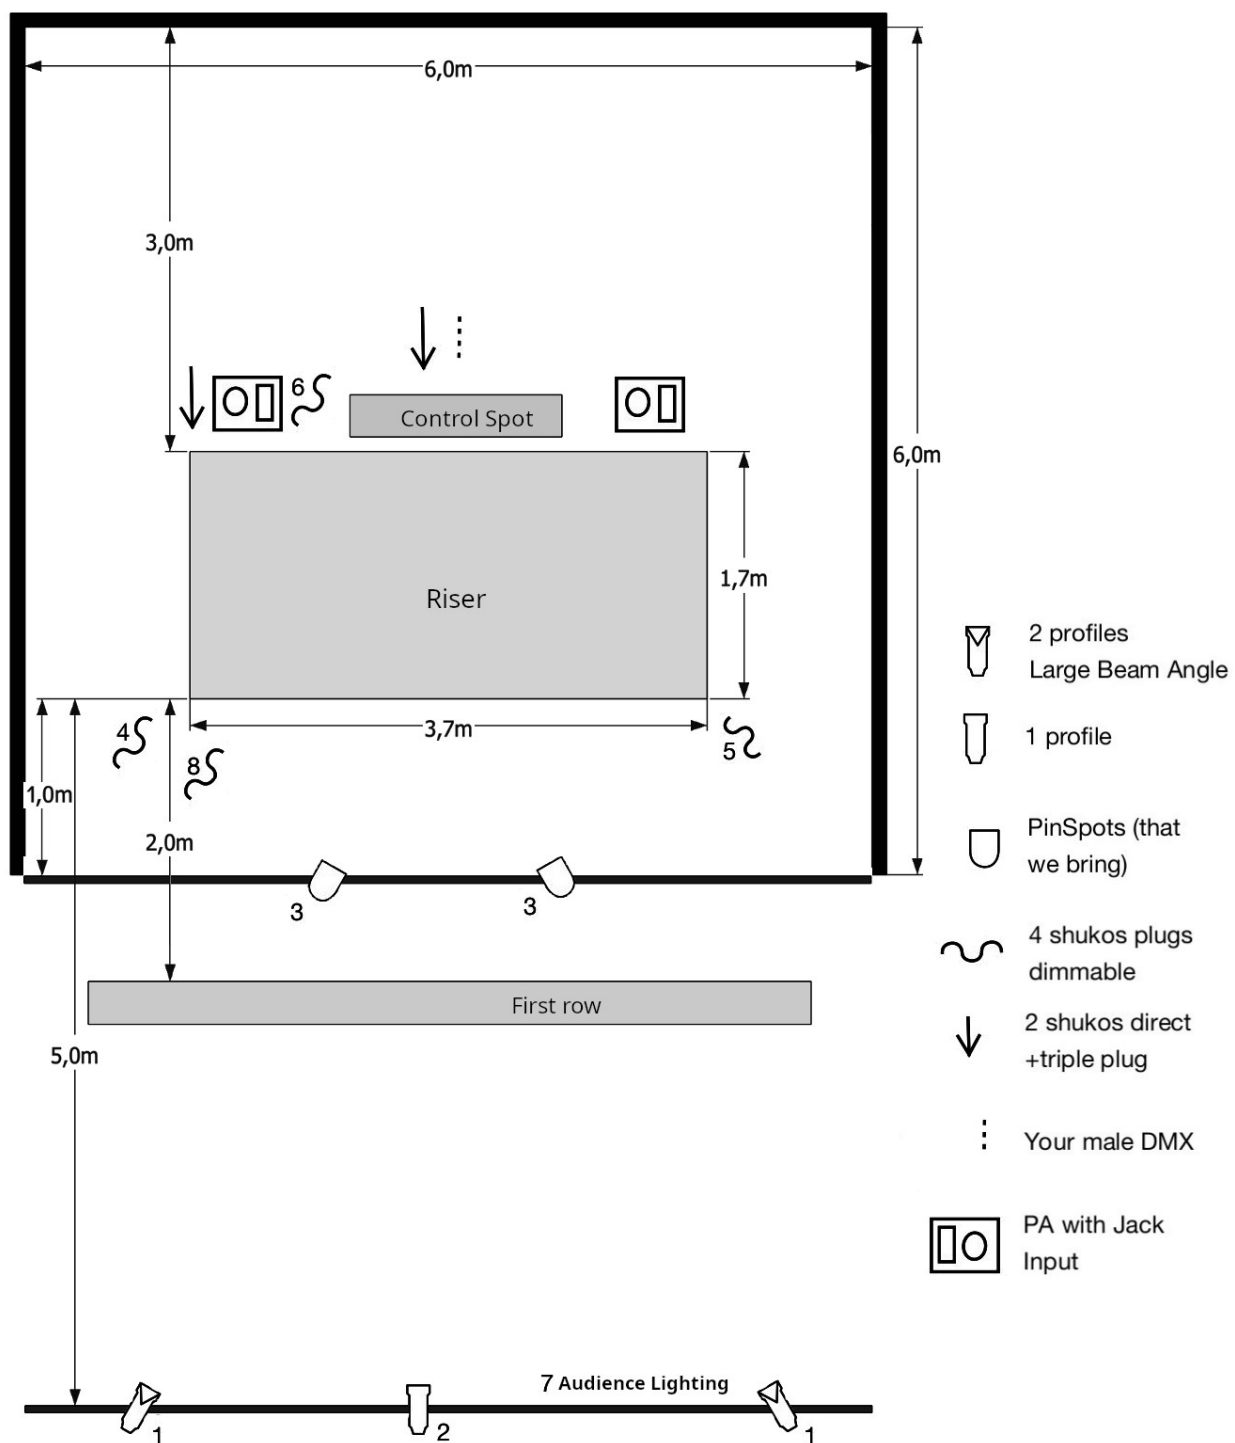 6,0m
3,0m
6
Control Spot
6,0m
1,7m
Riser
2 profiles
Large Beam Angle
4
3,7m
5
1 profile
8
1,0m
2,0m
PinSpots (that
we bring)
3
3
4 shukos plugs
dimmable
First row
2 shukos direct
+triple plug
5,0m
Your male DMX
PA with Jack
Input
7 Audience Lighting
1
2
1